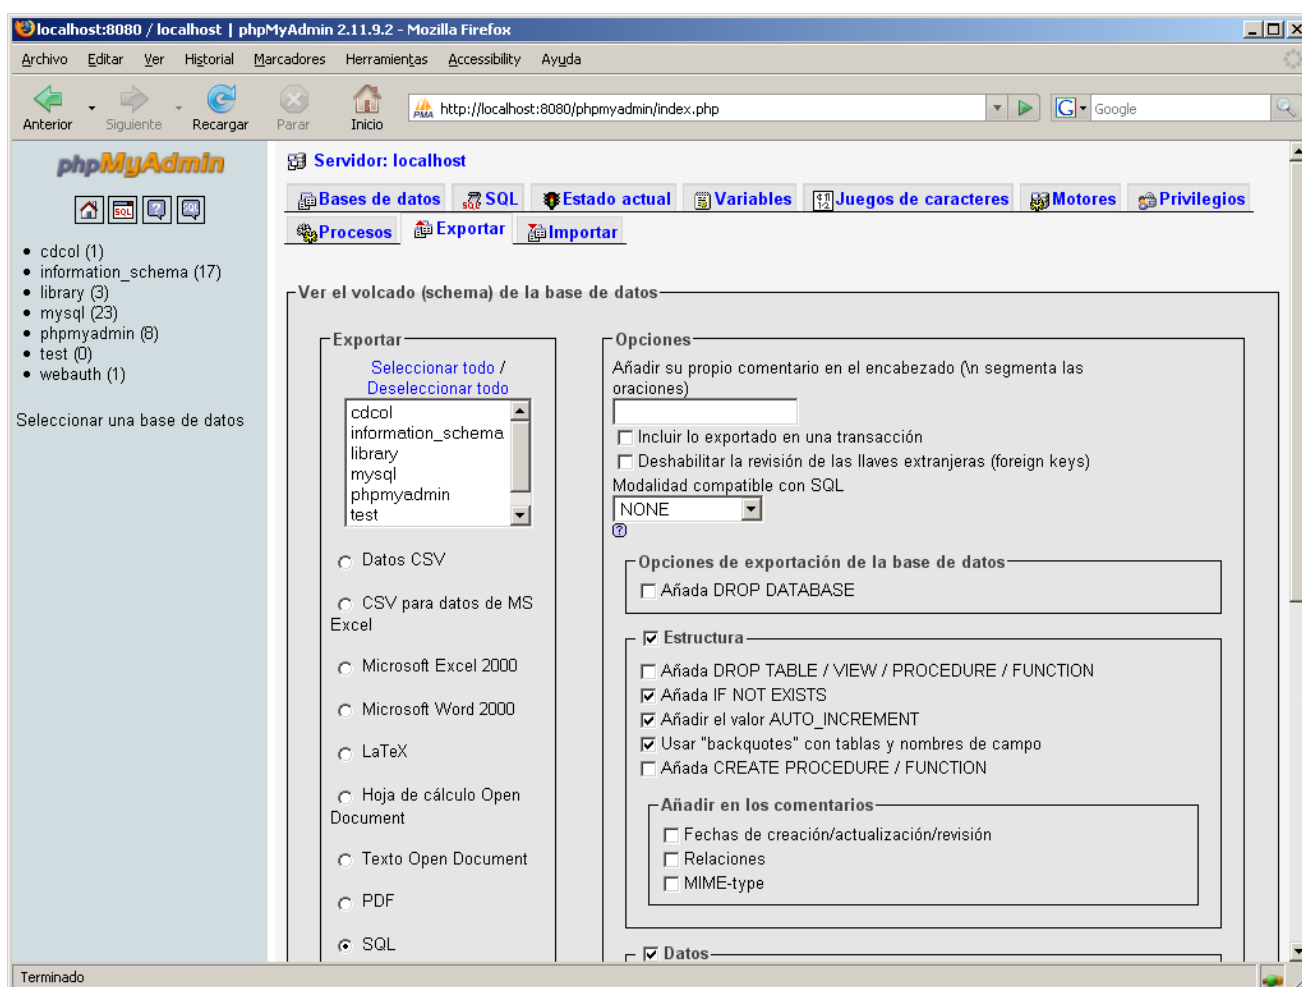 localhost:8080 / localhost | phpMyAdmin 2.11.9.2 - Mozilla Firefox
Archivo Editar Ver Historial Marcadores Herramientas Accessibility Ayuda
Anterior Siguiente Recargar Parar Inicio
PMA http://localhost:8080/phpmyadmin/index.php
G Google
phpMyAdmin
SQL
cdcol (1)
information_schema (17)
library (3)
mysql (23)
phpmyadmin (8)
test (0)
webauth (1)
Seleccionar una base de datos
Servidor: localhost
Bases de datos SQL Estado actual Variables Juegos de caracteres Motores Privilegios
Procesos Exportar Importar
Ver el volcado (schema) de la base de datos
Exportar
Seleccionar todo /
Deseleccionar todo
cdcol
information_schema
library
mysql
phpmyadmin
test
Datos CSV
CSV para datos de MS
Excel
Microsoft Excel 2000
Microsoft Word 2000
LaTeX
Hoja de cálculo Open
Document
Texto Open Document
PDF
SQL
Opciones
Añadir su propio comentario en el encabezado (\n segmenta las
oraciones)
Incluir lo exportado en una transacción
Deshabilitar la revisión de las llaves extranjeras (foreign keys)
Modalidad compatible con SQL
NONE
Opciones de exportación de la base de datos
Añada DROP DATABASE
Estructura
Añada DROP TABLE / VIEW / PROCEDURE / FUNCTION
Añada IF NOT EXISTS
Añadir el valor AUTO_INCREMENT
Usar "backquotes" con tablas y nombres de campo
Añada CREATE PROCEDURE / FUNCTION
Añadir en los comentarios
Fechas de creación/actualización/revisión
Relaciones
MIME-type
Datos
Terminado